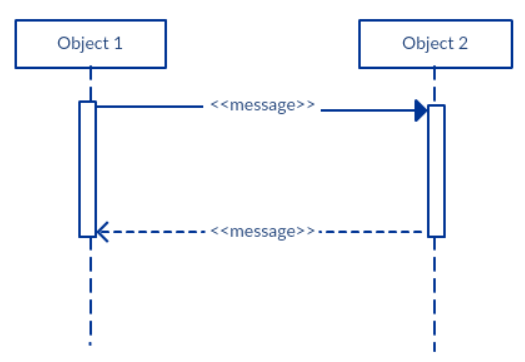 Object 1
Object 2
<<message>>
<<message>>